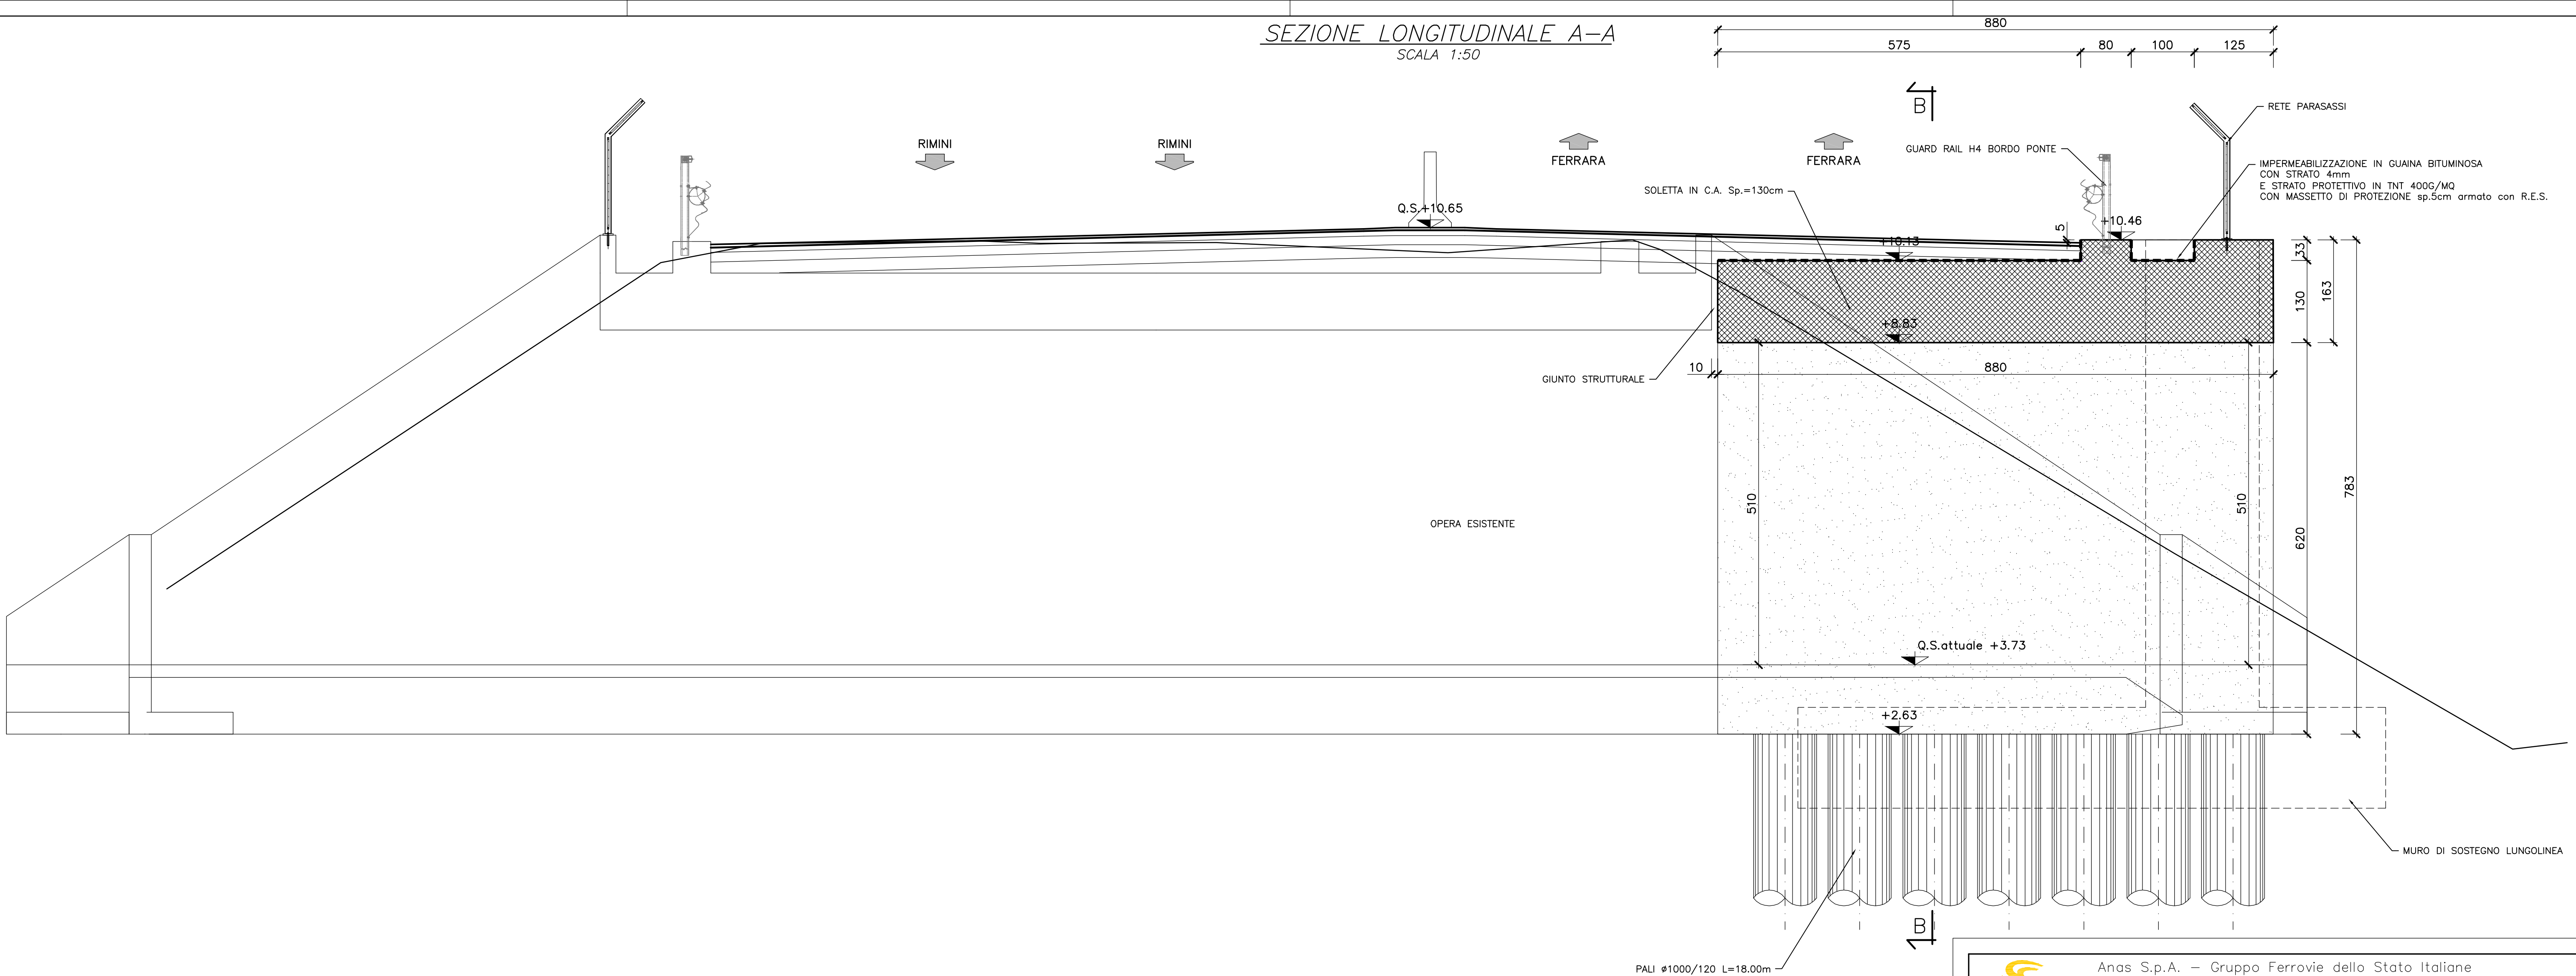 SEZIONE LONGITUDINALE A-A
SCALA 1:50
880
575
80
100
125
B
RETE PARASASSI
RIMINI
RIMINI
FERRARA
FERRARA
GUARD RAIL H4 BORDO PONTE
IMPERMEABILIZZAZIONE IN GUAINA BITUMINOSA
CON STRATO 4mm
E STRATO PROTETTIVO IN TNT 400G/MQ
CON MASSETTO DI PROTEZIONE sp.5cm armato con R.E.S.
SOLETTA IN C.A. Sp.=130cm
Q.S.+10.65
+10.46
5
+10.13
33
130
163
+8.83
10
880
GIUNTO STRUTTURALE
510
510
620
783
OPERA ESISTENTE
Q.S.attuale +3.73
+2.63
MURO DI SOSTEGNO LUNGOLINEA
B
PALI ø1000/120 L=18.00m
Anas S.p.A. – Gruppo Ferrovie dello Stato Italiane